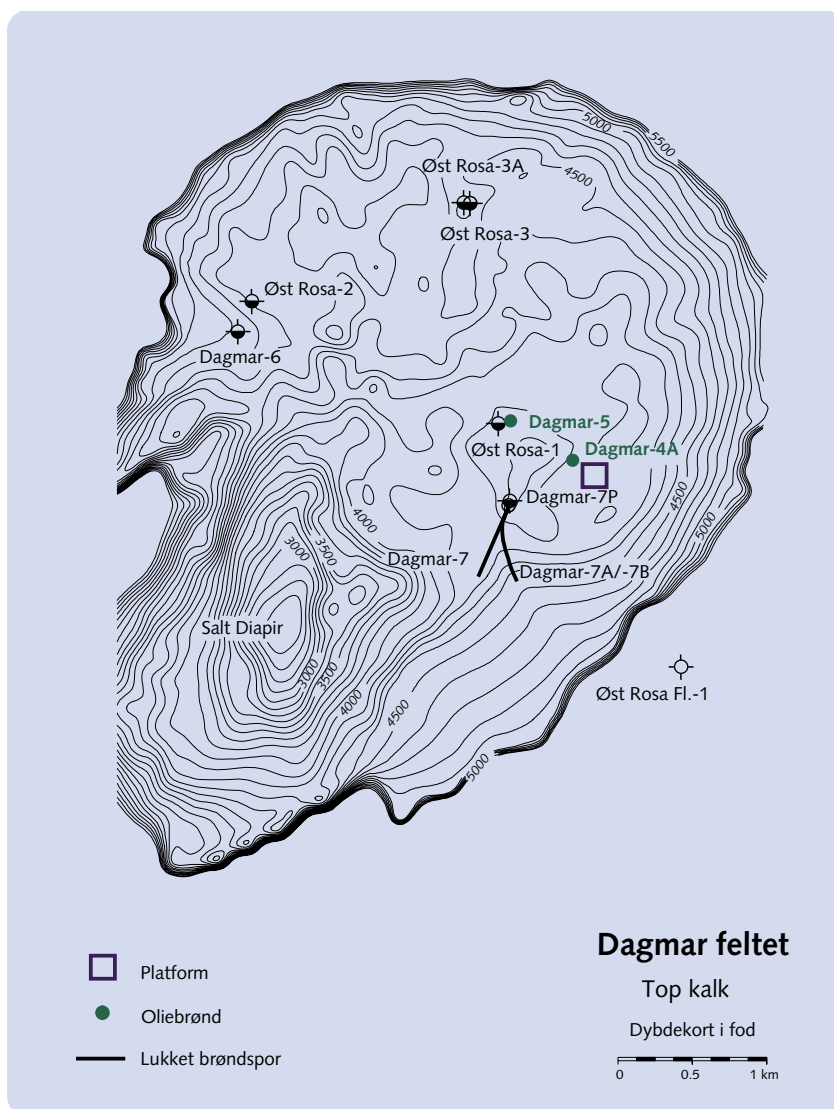 5000
5500
Øst Rosa-3A
4500
Øst Rosa-3
Øst Rosa-2
Dagmar-6
Dagmar-5
Øst Rosa-1
Dagmar-4A
Dagmar-7P
4500
4000
5000
3000
3500
Dagmar-7
Dagmar-7A/-7B
Salt Diapir
3000
3500
Øst Rosa Fl.-1
4000
4500
5000
Dagmar feltet
Platform
Top kalk
Oliebrønd
Dybdekort i fod
Lukket brøndspor
0 0.5 1 km